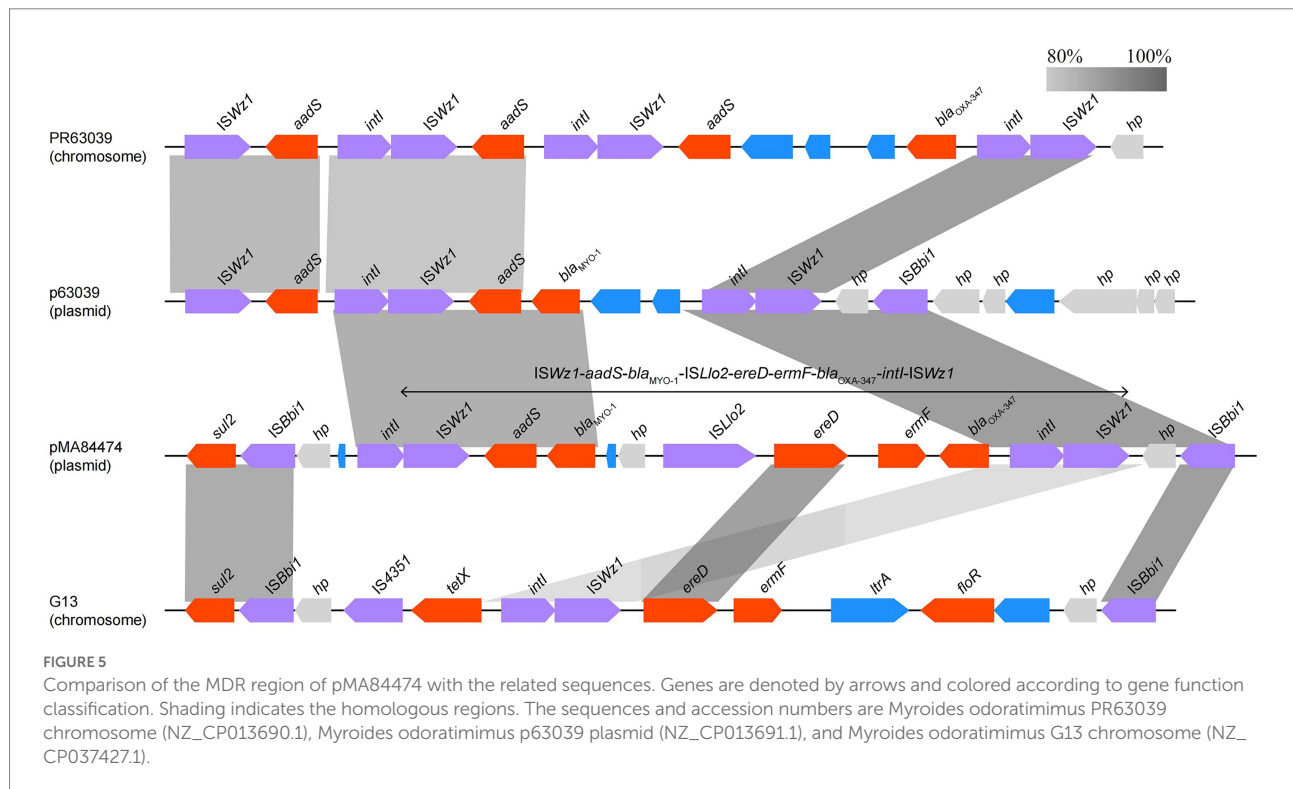 80% 100%
ISWz1 aadS intI ISWz1 aadS intI ISWz1 aadS blaOXA-347 intI ISWz1 hp
PR63039
(chromosome)
ISWz1 aadS intI ISWz1 aadS blaMYO-1 intI ISWz1 hp ISBbi1 hp hp hp hp hp
p63039
(plasmid)
ISWz1-aadS-blaMYO-1-ISLlo2-ereD-ermF-blaOXA-347-intI-ISWz1
sul2 ISBbi1 hp intI ISWz1 aadS blaMYO-1 hp ISLlo2 ereD ermF blaOXA-347 intI ISWz1 hp ISBbi1
pMA84474
(plasmid)
sul2 ISBbi1 hp IS4351 tetX intI ISWz1 ereD ermF ltrA floR hp ISBbi1
G13
(chromosome)
FIGURE 5
Comparison of the MDR region of pMA84474 with the related sequences. Genes are denoted by arrows and colored according to gene function
classification. Shading indicates the homologous regions. The sequences and accession numbers are Myroides odoratimimus PR63039
chromosome (NZ_CP013690.1), Myroides odoratimimus p63039 plasmid (NZ_CP013691.1), and Myroides odoratimimus G13 chromosome (NZ_
CP037427.1).